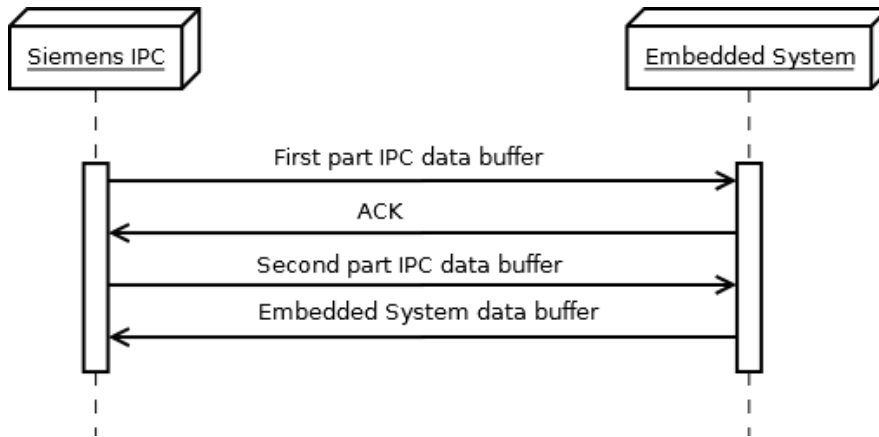 Siemens IPC
Embedded System
First part IPC data buffer
ACK
Second part IPC data buffer
Embedded System data buffer